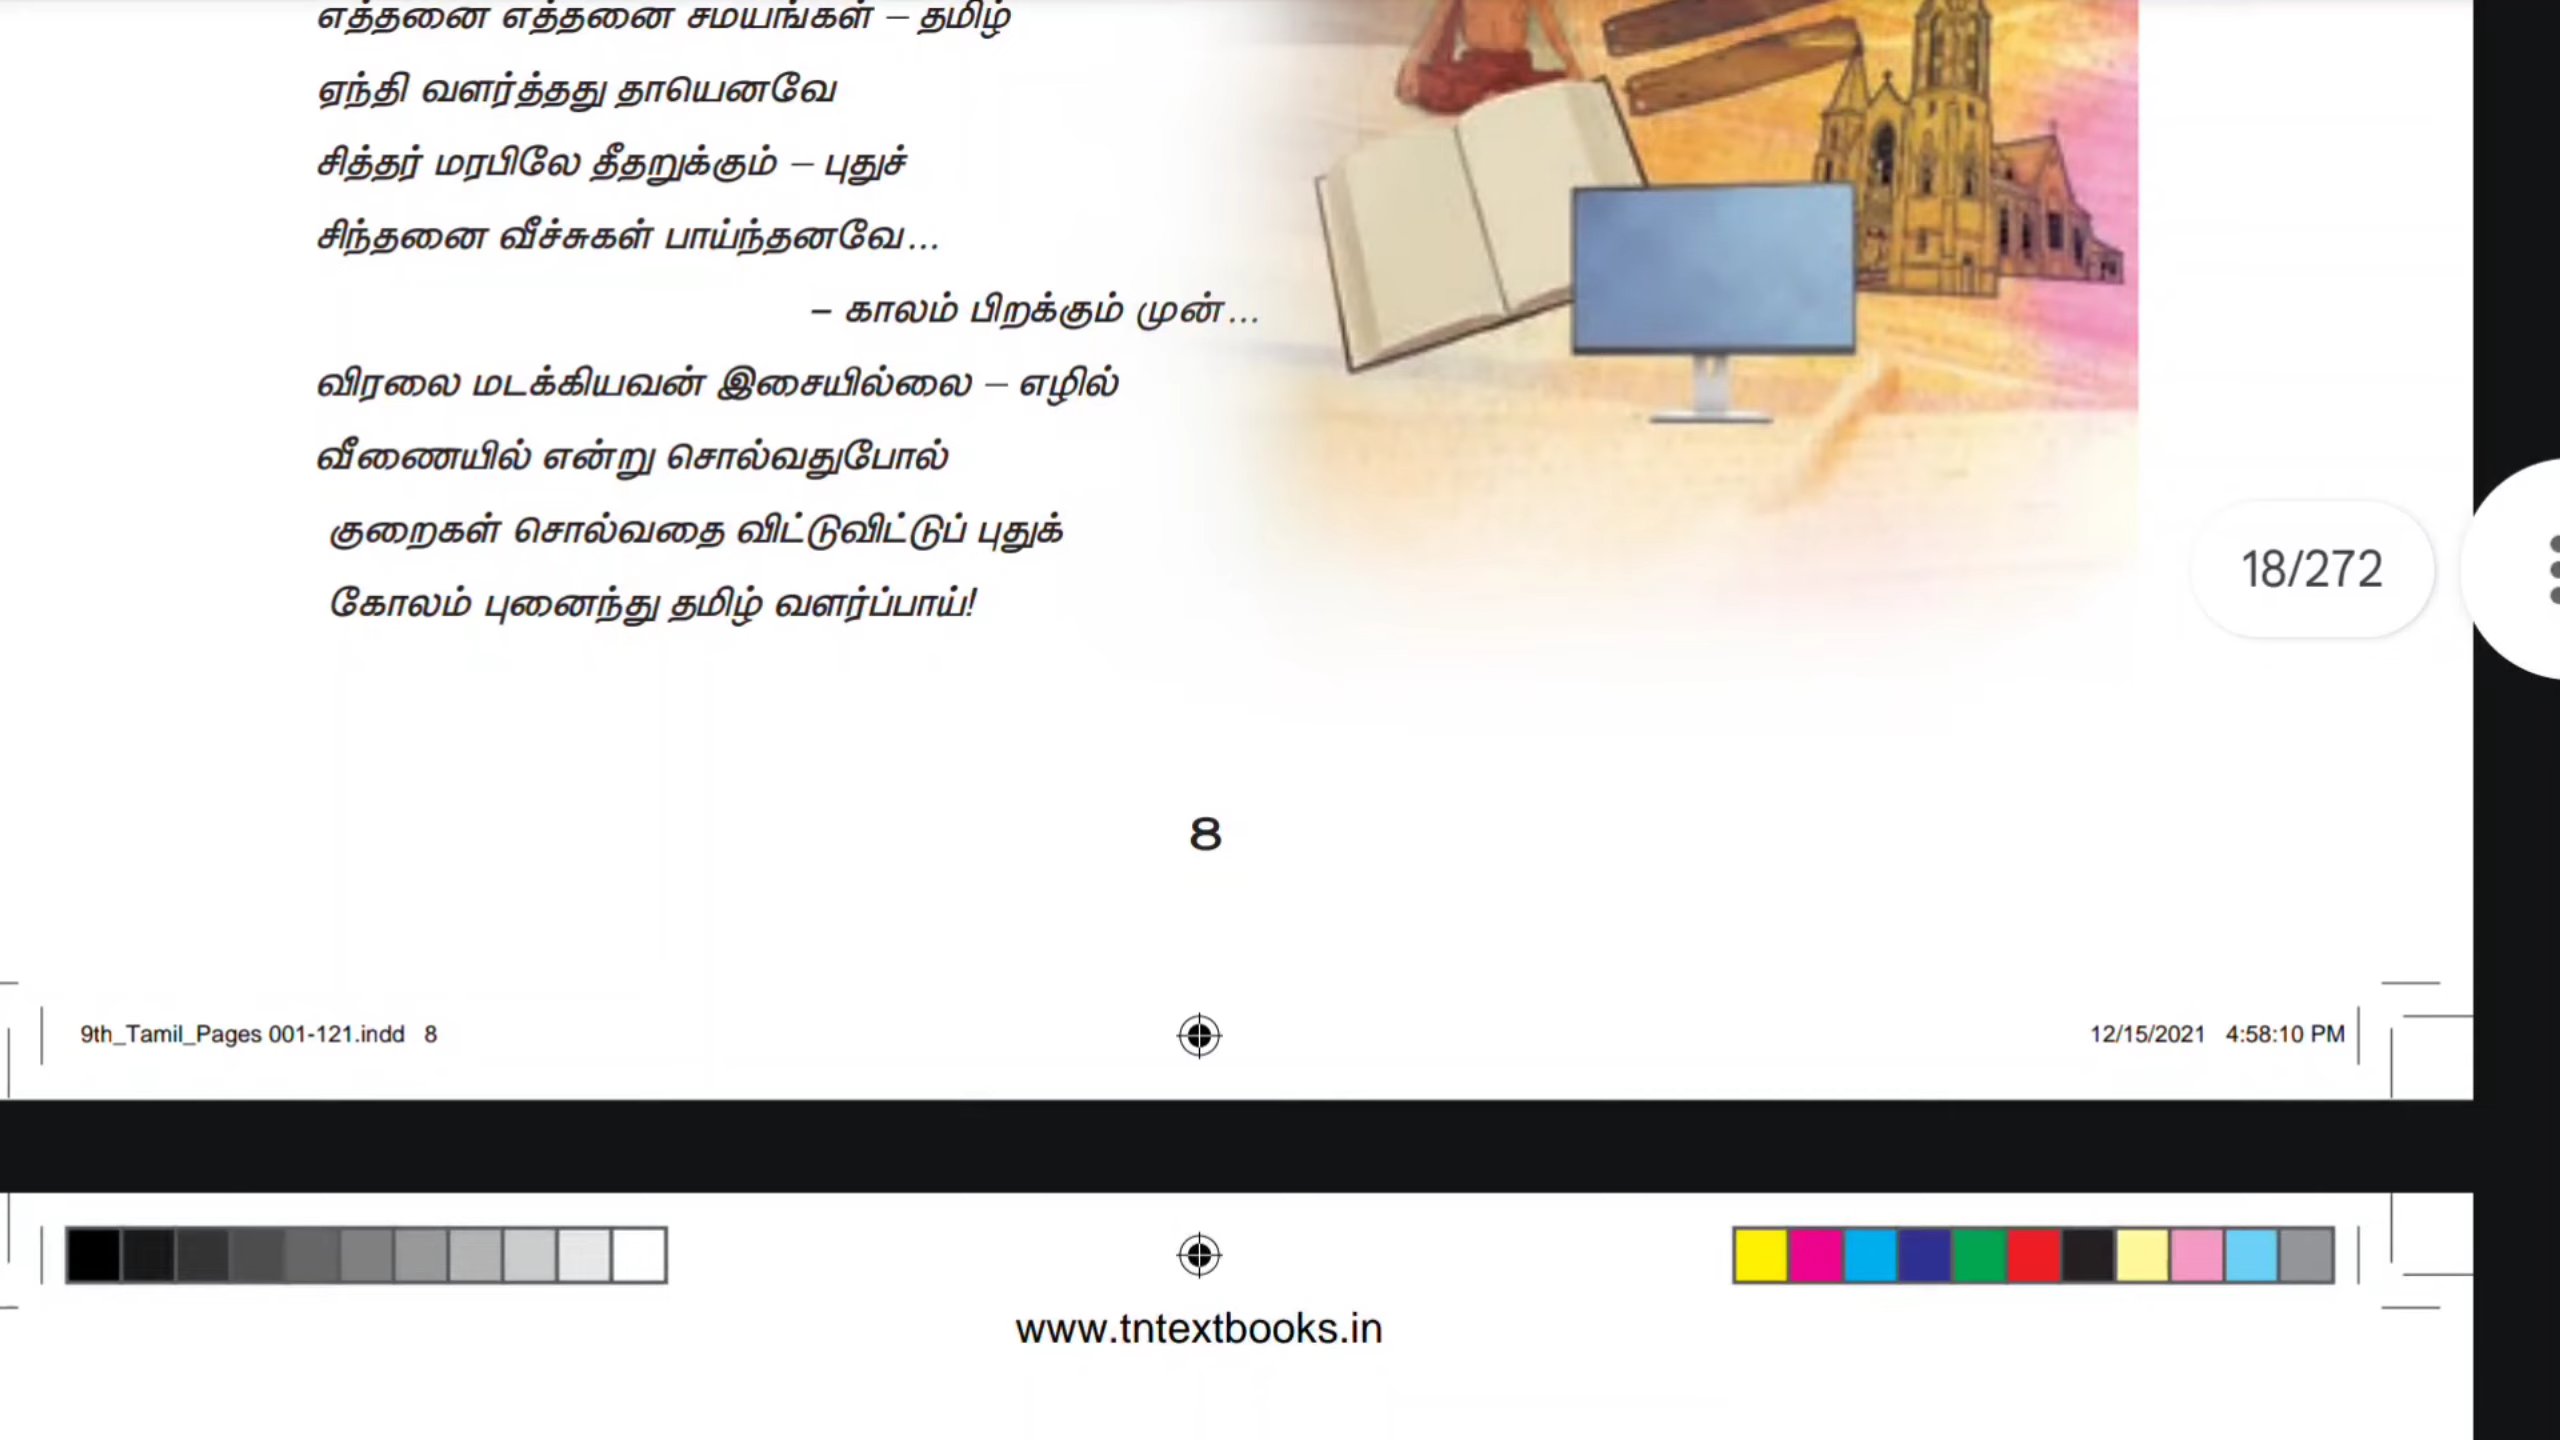 எத்தனை எத்தனை சமயங்கள் – தமிழ்
ஏந்தி வளர்த்தது தாயெனவே
சித்தர் மரபிலே தீதறுக்கும் – புதுச்
சிந்தனை வீச்சுகள் பாய்ந்தனவே...
– காலம் பிறக்கும் முன்...
விரலை மடக்கியவன் இசையில்லை – எழில்
வீணையில் என்று சொல்வதுபோல்
குறைகள் சொல்வதை விட்டுவிட்டுப் புதுக்
கோலம் புனைந்து தமிழ் வளர்ப்பாய்!
18/272
8
9th_Tamil_Pages 001-121.indd 8
12/15/2021 4:58:10 PM
www.tntextbooks.in